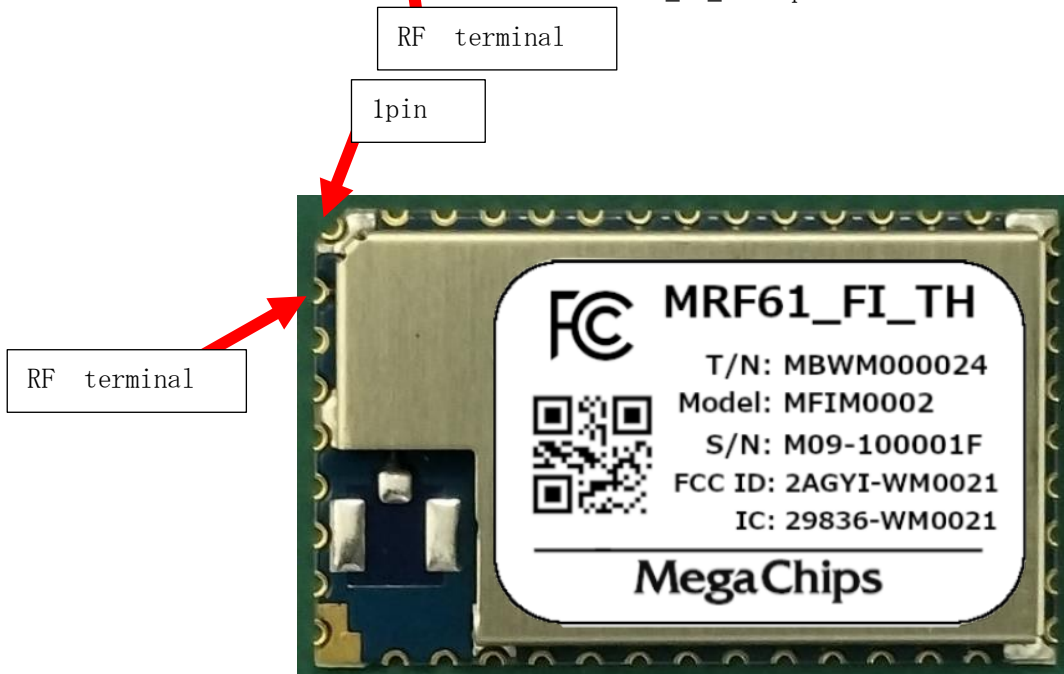 RF terminal
1pin
RF terminal
FC
MRF61_FI_TH
T/N: MBWM000024
Model: MFIM0002
S/N: M09-100001F
FCC ID: 2AGYI-WM0021
IC: 29836-WM0021
MegaChips